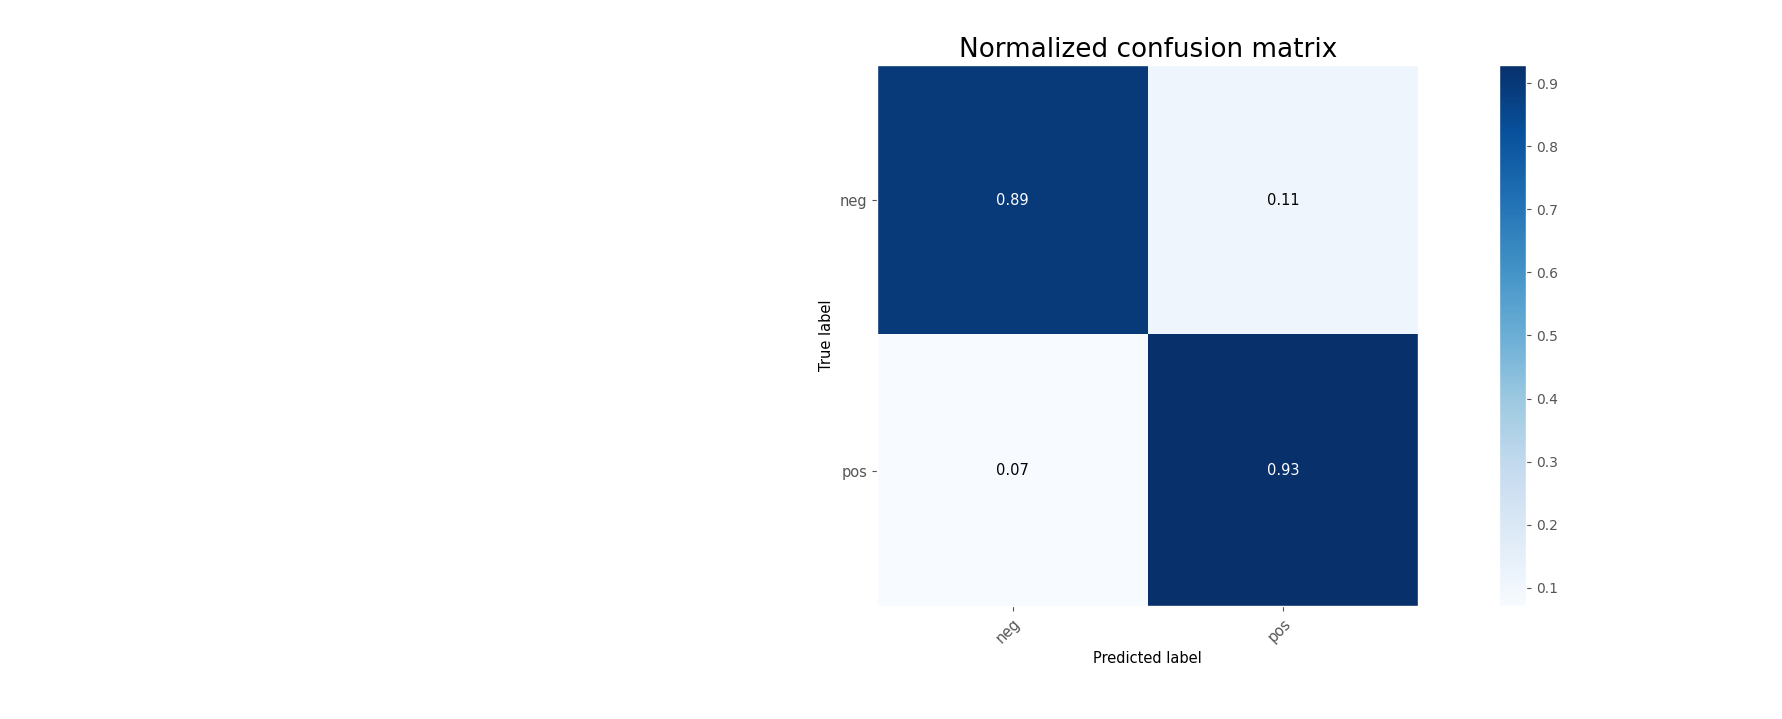 Normalized confusion matrix
0.9
0.8
0.7
0.6
0.5
0.4
0.3
0.2
0.1
True label
neg
0.89
0.11
pos
0.07
0.93
neg
pos
Predicted label